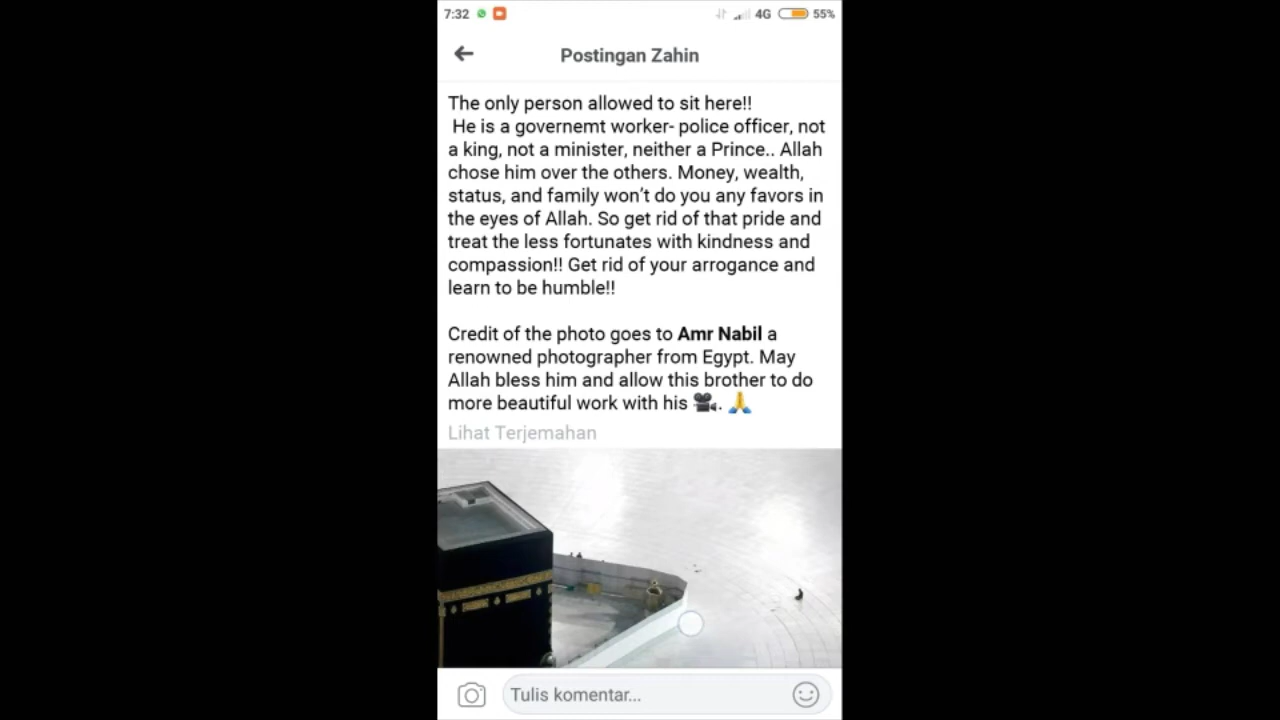 7:32 4G 55%
Postingan Zahin
The only person allowed to sit here!!
He is a governemt worker- police officer, not
a king, not a minister, neither a Prince.. Allah
chose him over the others. Money, wealth,
status, and family won't do you any favors in
the eyes of Allah. So get rid of that pride and
treat the less fortunates with kindness and
compassion!! Get rid of your arrogance and
learn to be humble!!
Credit of the photo goes to Amr Nabil a
renowned photographer from Egypt. May
Allah bless him and allow this brother to do
more beautiful work with his 🎥. 🙏
Lihat Terjemahan
Tulis komentar...